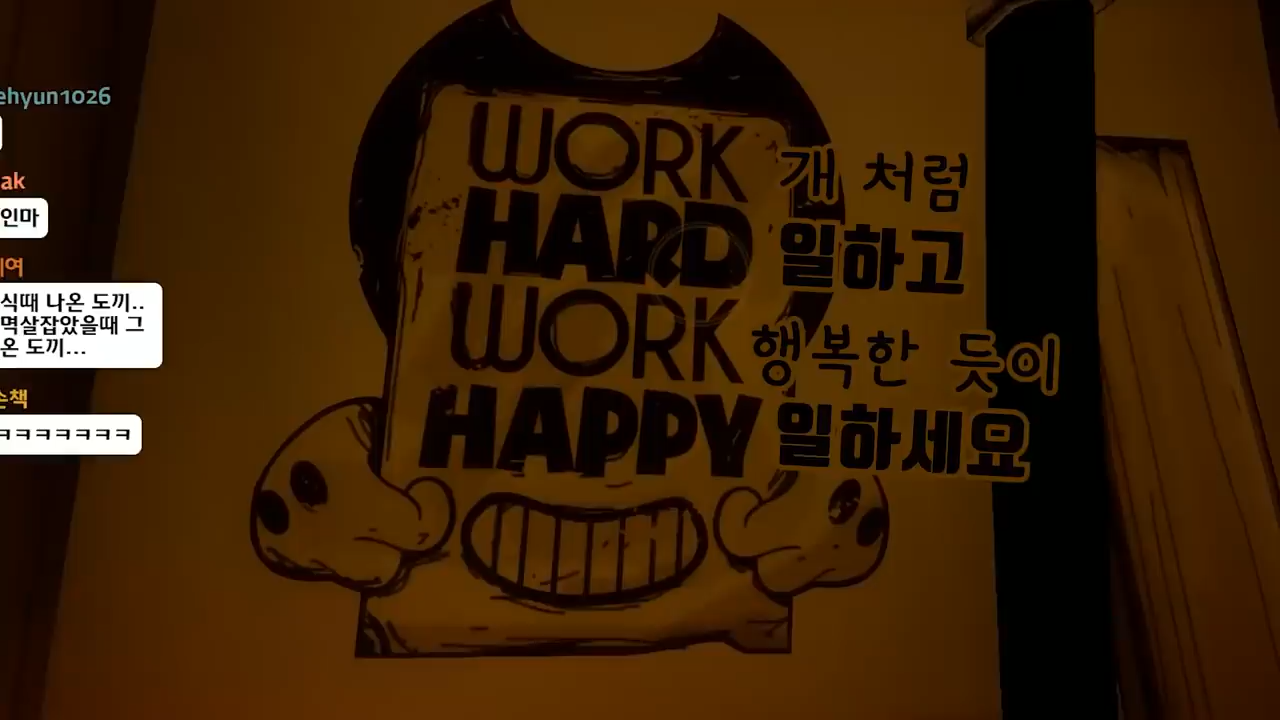 ehyun1026
ak
인마
식때 나온 도끼..
멱살잡았을때 그
온 도끼...
손책
ㅋㅋㅋㅋㅋㅋㅋ
WORK
HARD
WORK
HAPPY
개 처럼
일하고
행복한 듯이
일하세요